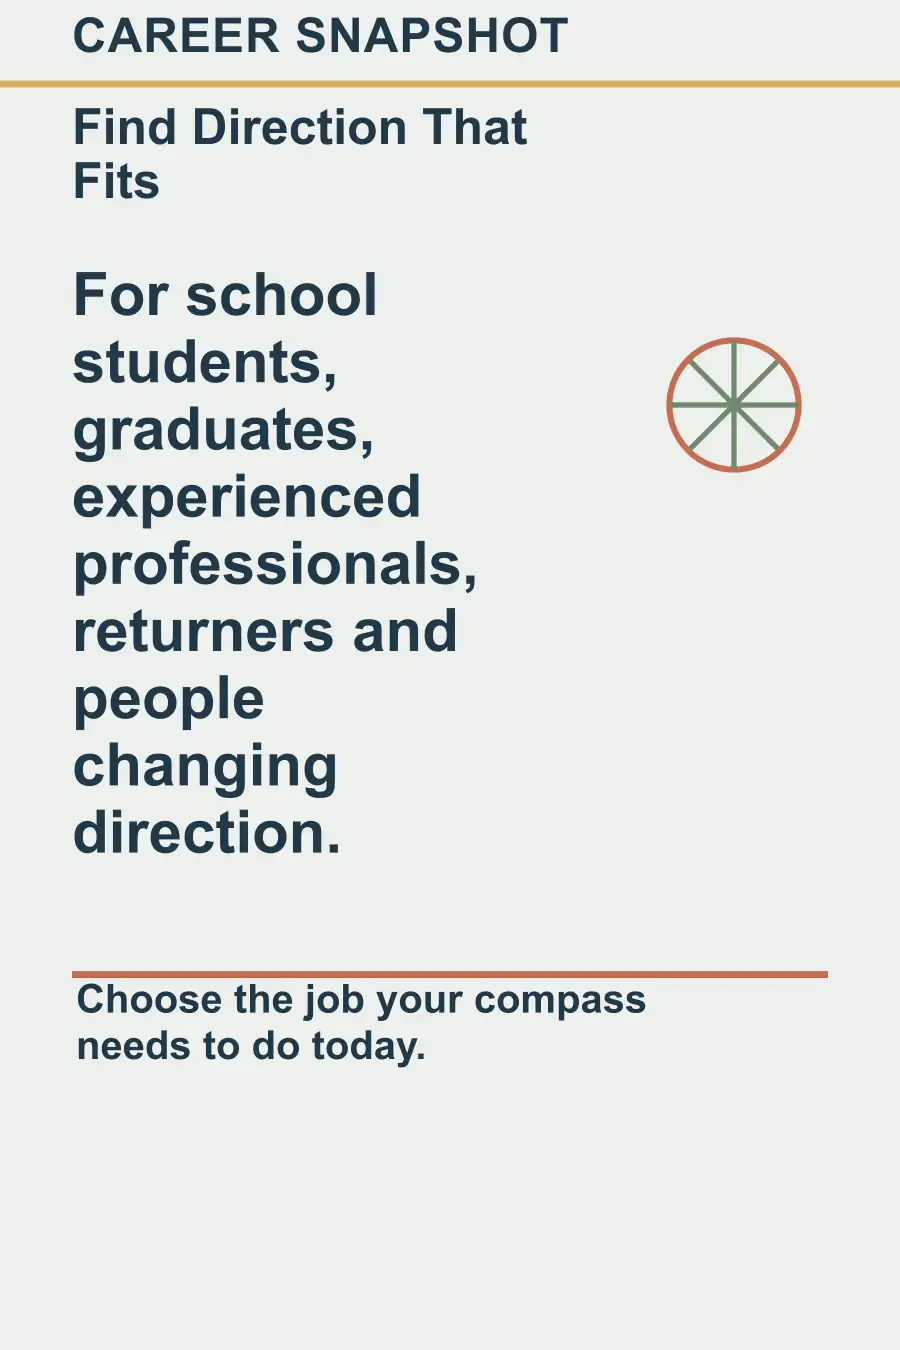 CAREER SNAPSHOT
Find Direction That
Fits
For school
students,
graduates,
experienced
professionals,
returners and
people
changing
direction.
Choose the job your compass
needs to do today.